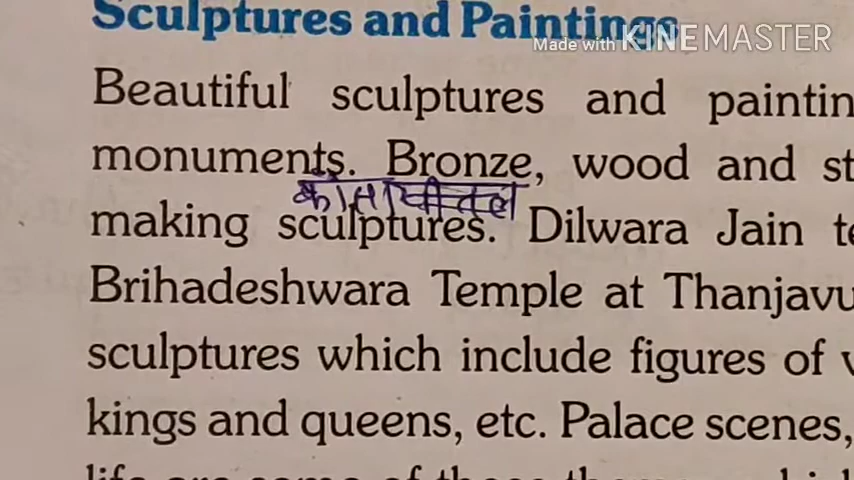 Sculptures and Paintings
Made with KINEMASTER
Beautiful sculptures and paintin
monuments. Bronze, wood and st
making sculptures. Dilwara Jain te
Brihadeshwara Temple at Thanjavu
sculptures which include figures of v
kings and queens, etc. Palace scenes,